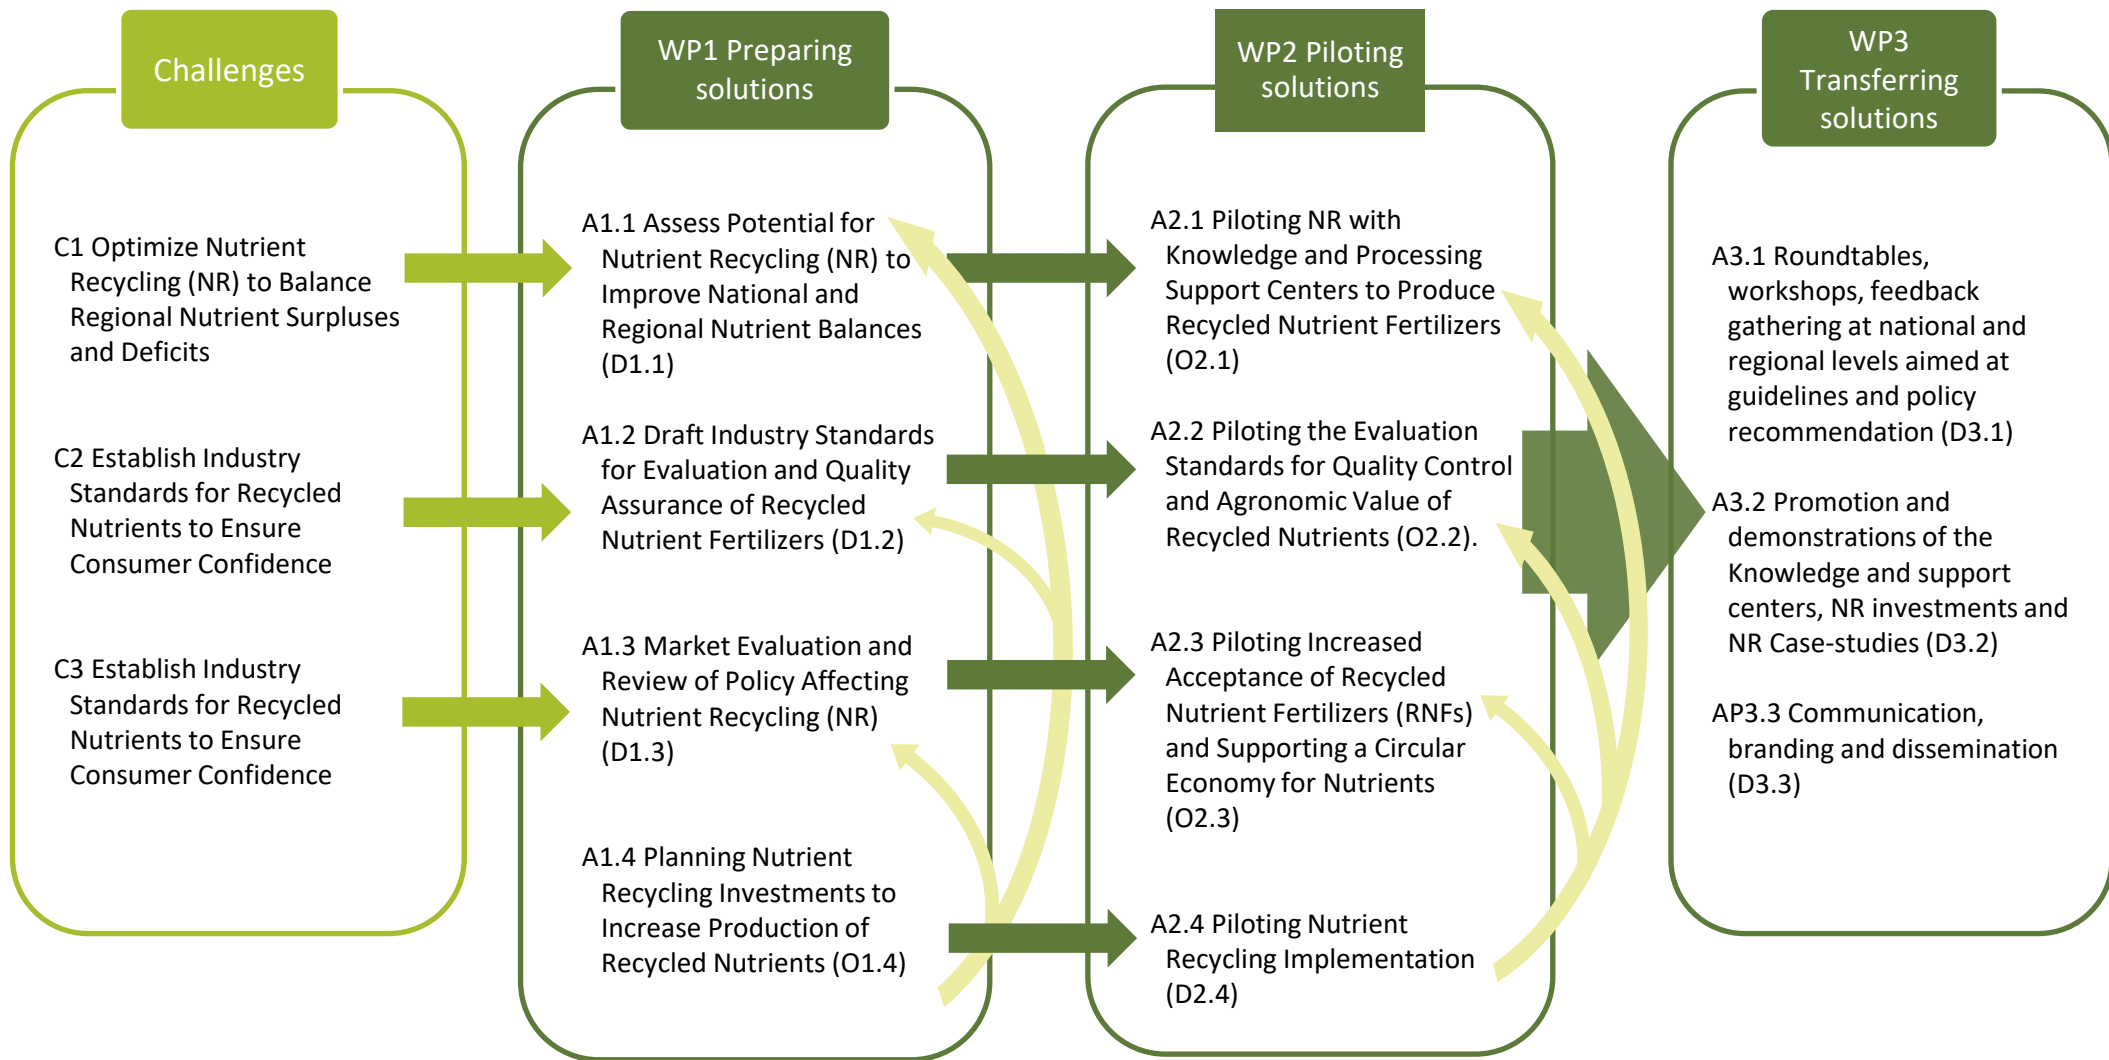 Challenges
C1 Optimize Nutrient
Recycling (NR) to Balance
Regional Nutrient Surpluses
and Deficits
C2 Establish Industry
Standards for Recycled
Nutrients to Ensure
Consumer Confidence
C3 Establish Industry
Standards for Recycled
Nutrients to Ensure
Consumer Confidence
WP1 Preparing
solutions
A1.1 Assess Potential for
Nutrient Recycling (NR) to
Improve National and
Regional Nutrient Balances
(D1.1)
A1.2 Draft Industry Standards
for Evaluation and Quality
Assurance of Recycled
Nutrient Fertilizers (D1.2)
A1.3 Market Evaluation and
Review of Policy Affecting
Nutrient Recycling (NR)
(D1.3)
A1.4 Planning Nutrient
Recycling Investments to
Increase Production of
Recycled Nutrients (O1.4)
WP2 Piloting
solutions
A2.1 Piloting NR with
Knowledge and Processing
Support Centers to Produce
Recycled Nutrient Fertilizers
(O2.1)
A2.2 Piloting the Evaluation
Standards for Quality Control
and Agronomic Value of
Recycled Nutrients (O2.2).
A2.3 Piloting Increased
Acceptance of Recycled
Nutrient Fertilizers (RNFs)
and Supporting a Circular
Economy for Nutrients
(O2.3)
A2.4 Piloting Nutrient
Recycling Implementation
(D2.4)
WP3
Transferring
solutions
A3.1 Roundtables,
workshops, feedback
gathering at national and
regional levels aimed at
guidelines and policy
recommendation (D3.1)
A3.2 Promotion and
demonstrations of the
Knowledge and support
centers, NR investments and
NR Case-studies (D3.2)
AP3.3 Communication,
branding and dissemination
(D3.3)